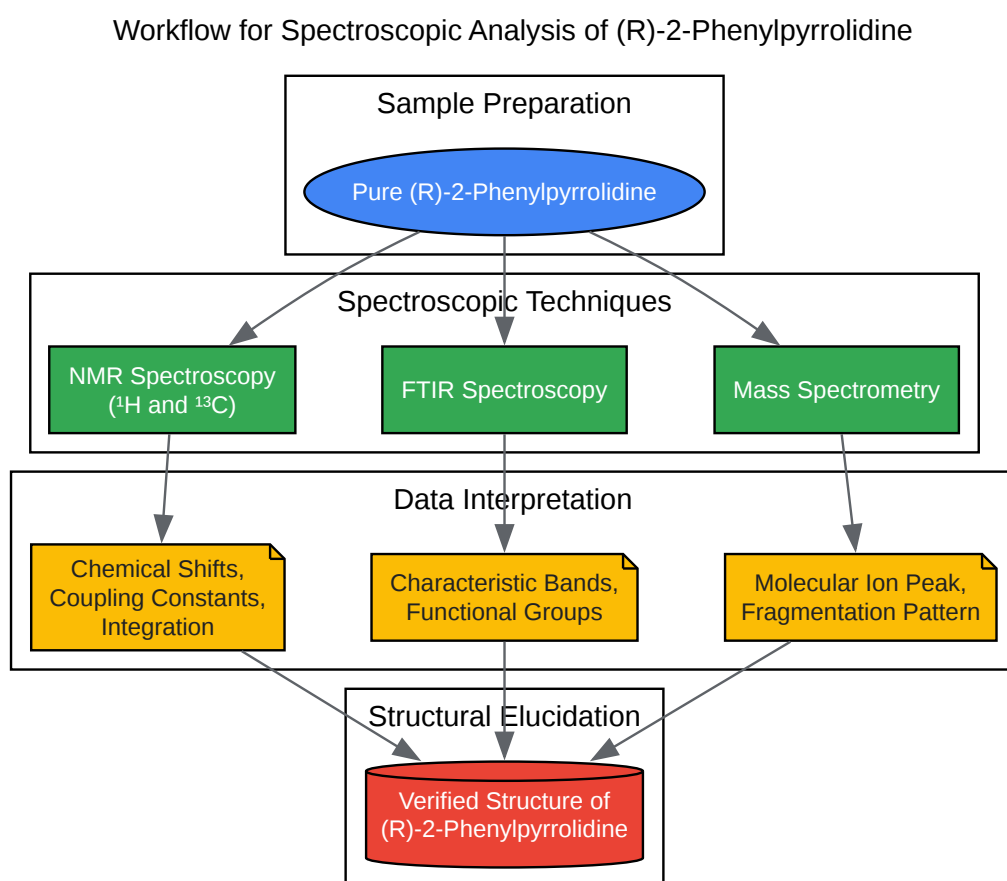 Workflow for Spectroscopic Analysis of (R)-2-Phenylpyrrolidine
Sample Preparation
Pure (R)-2-Phenylpyrrolidine
Spectroscopic Techniques
NMR Spectroscopy
(¹H and ¹³C)
FTIR Spectroscopy
Mass Spectrometry
Data Interpretation
Chemical Shifts,
Coupling Constants,
Integration
Characteristic Bands,
Functional Groups
Molecular Ion Peak,
Fragmentation Pattern
Structural Elucidation
Verified Structure of
(R)-2-Phenylpyrrolidine